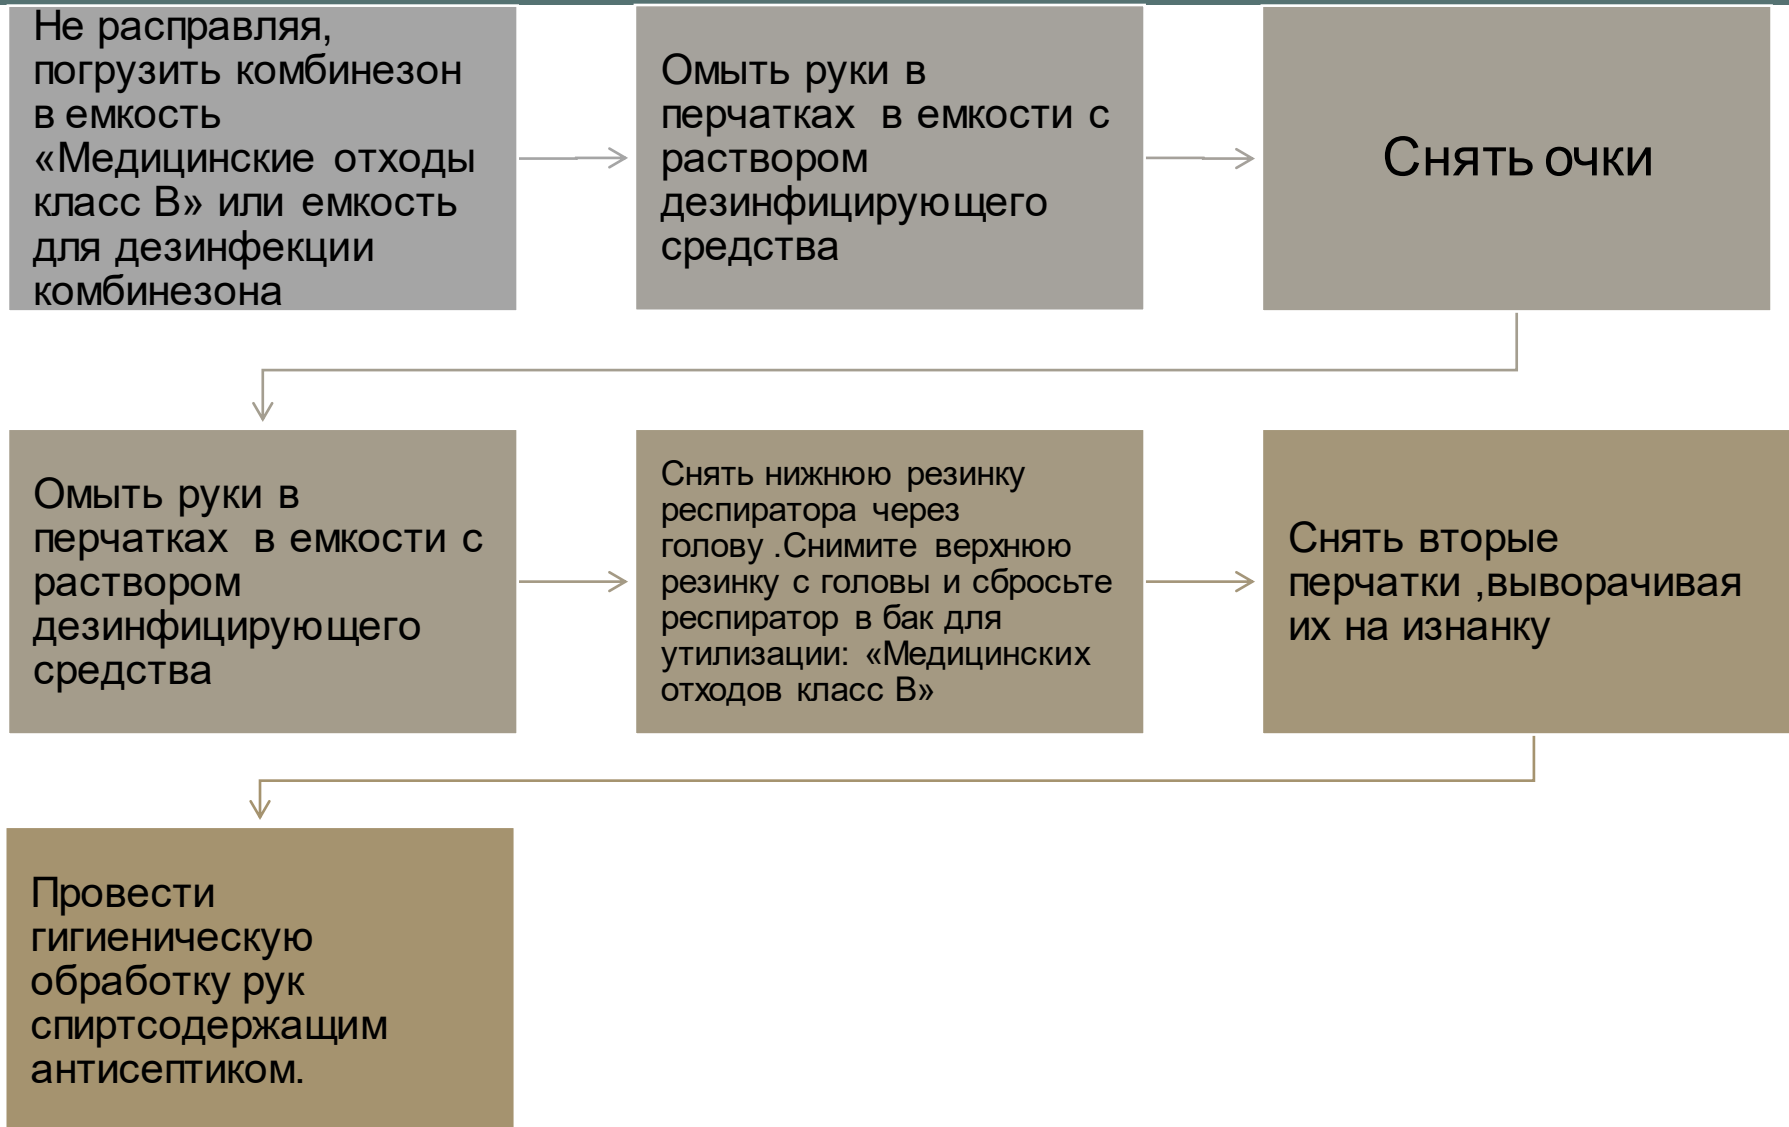 Не расправляя,
погрузить комбинезон
в емкость
«Медицинские отходы
класс В» или емкость
для дезинфекции
комбинезона
Омыть руки в
перчатках в емкости с
раствором
дезинфицирующего
средства
Снять очки
Омыть руки в
перчатках в емкости с
раствором
дезинфицирующего
средства
Снять нижнюю резинку
респиратора через
голову .Снимите верхнюю
резинку с головы и сбросьте
респиратор в бак для
утилизации: «Медицинских
отходов класс В»
Снять вторые
перчатки ,выворачивая
их на изнанку
Провести
гигиеническую
обработку рук
спиртсодержащим
антисептиком.